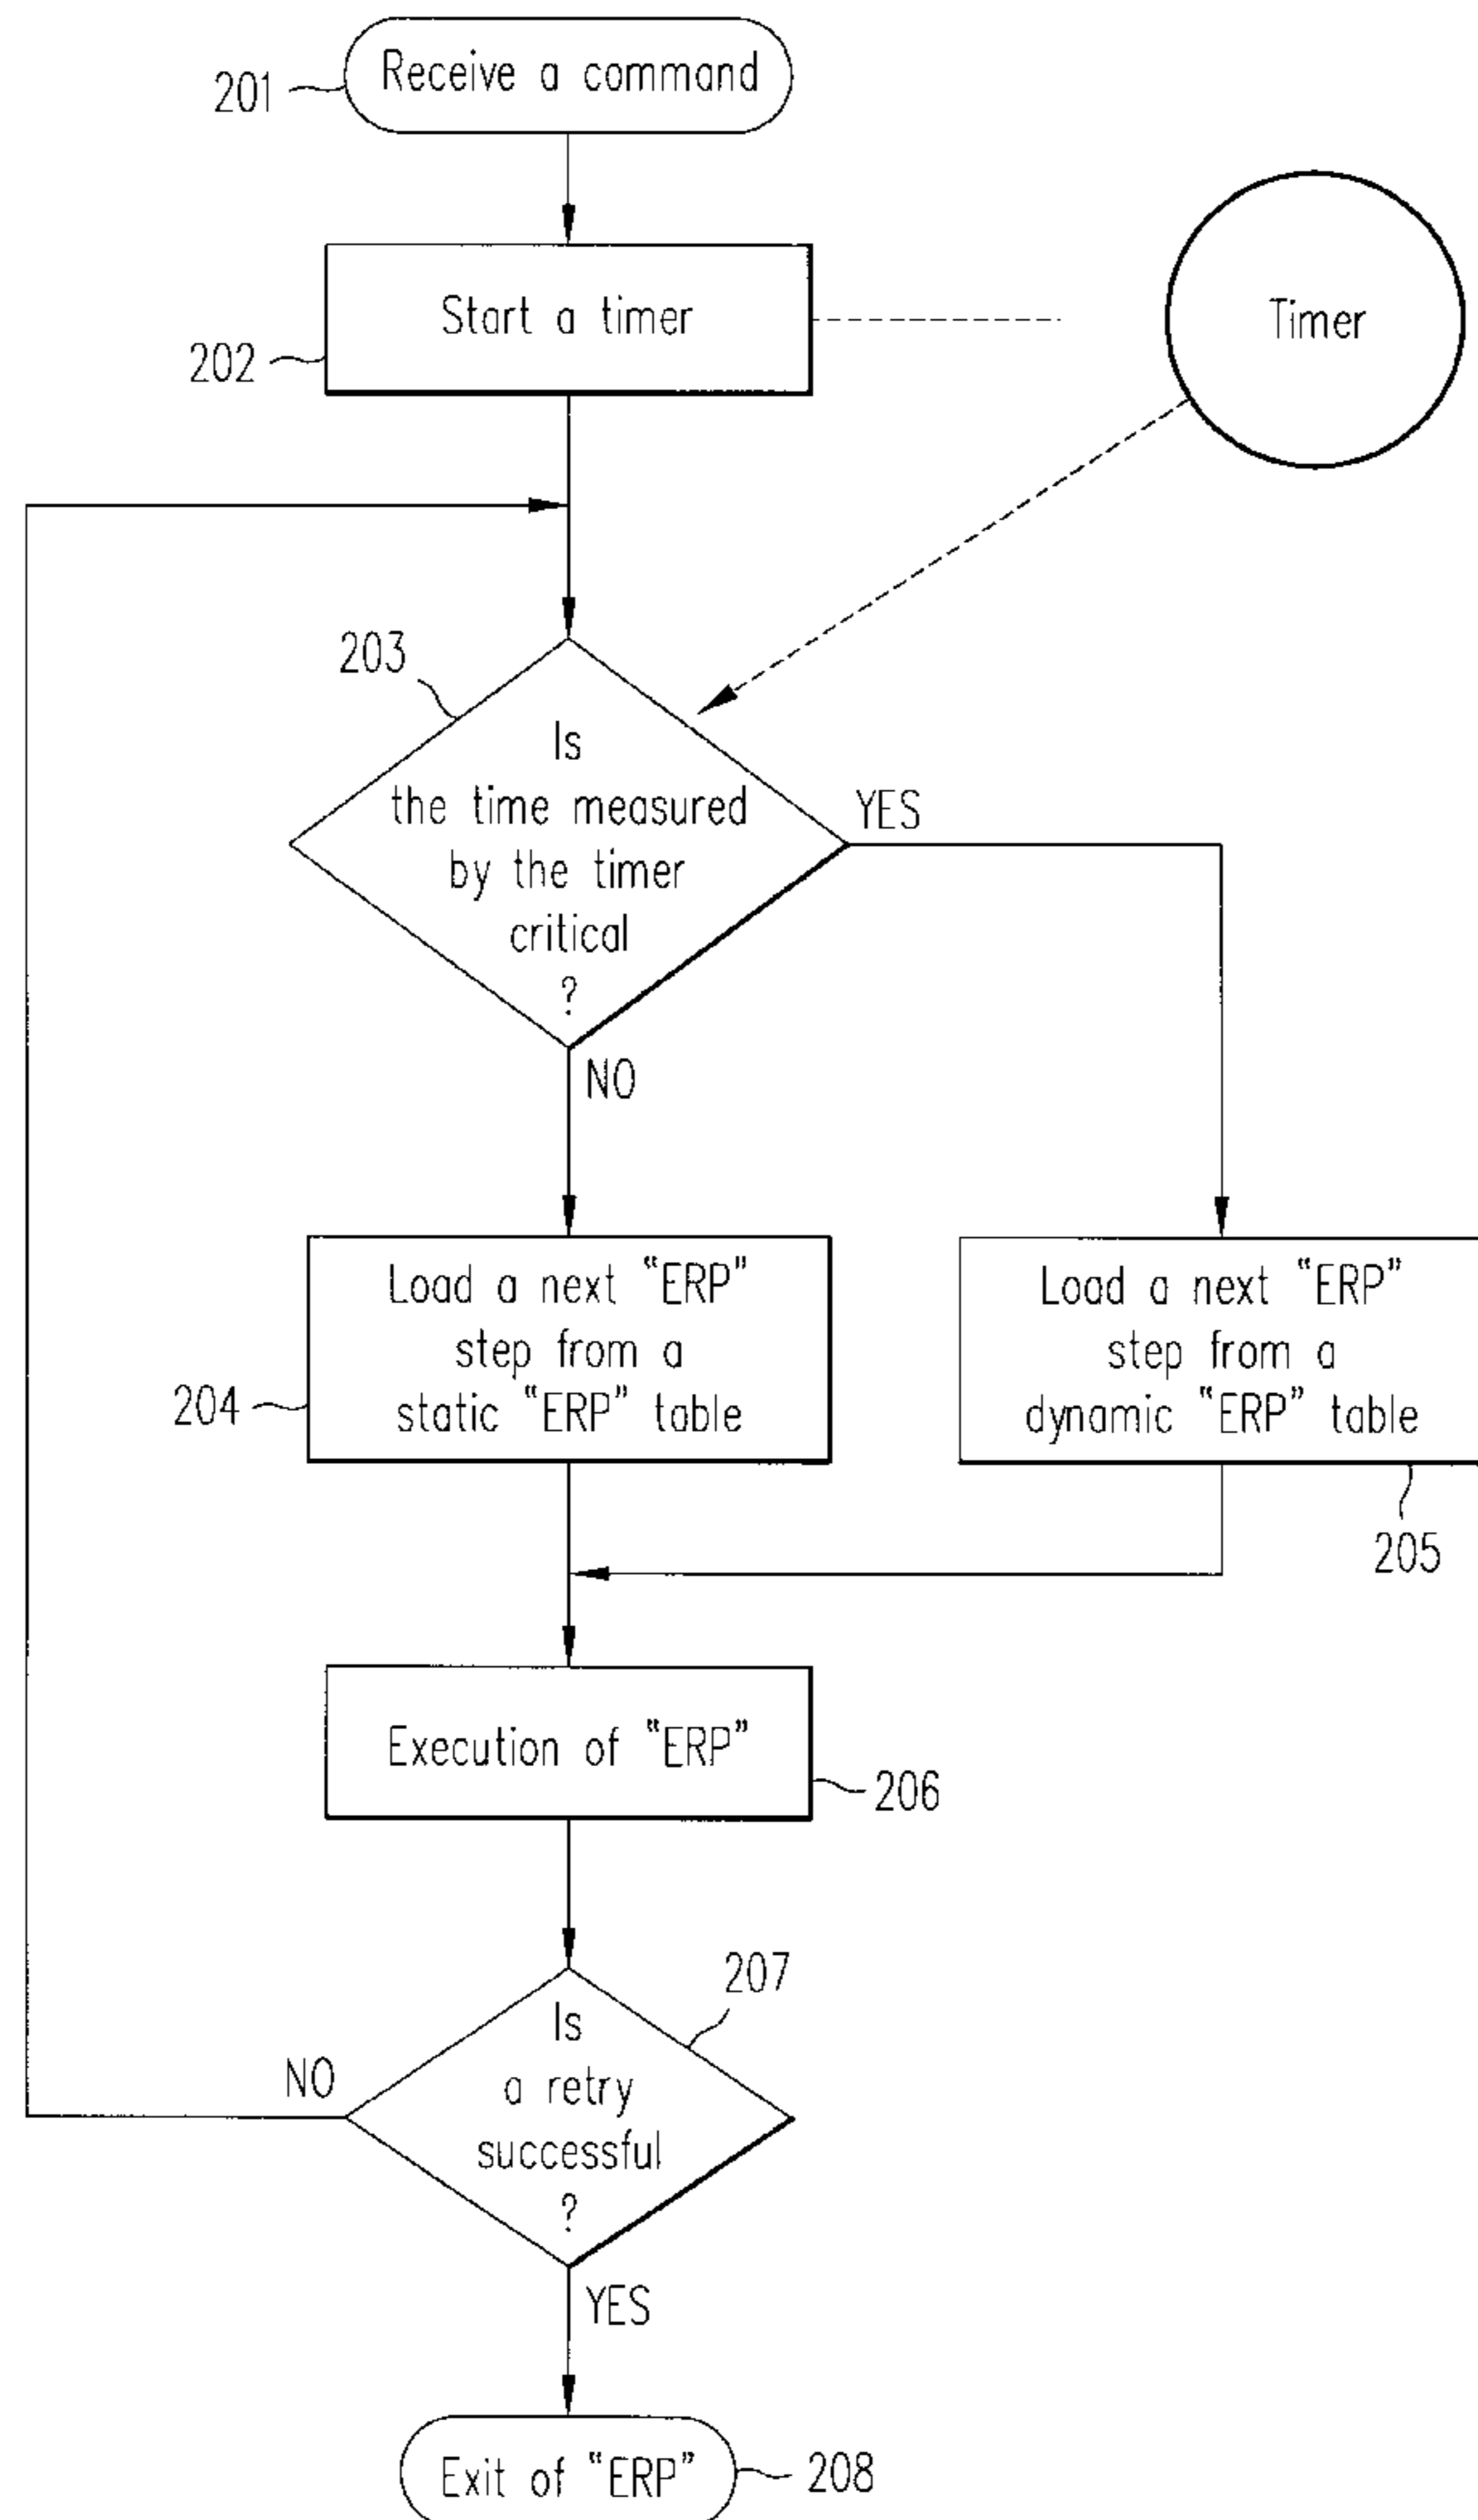 Receive a command
201
Start a timer
202
Timer
203
Is
the time measured
by the timer
critical
?
YES
NO
Load a next “ERP”
step from a
static “ERP” table
204
Load a next “ERP”
step from a
dynamic “ERP” table
205
Execution of “ERP”
206
207
Is
a retry
successful
?
NO
YES
Exit of “ERP”
208